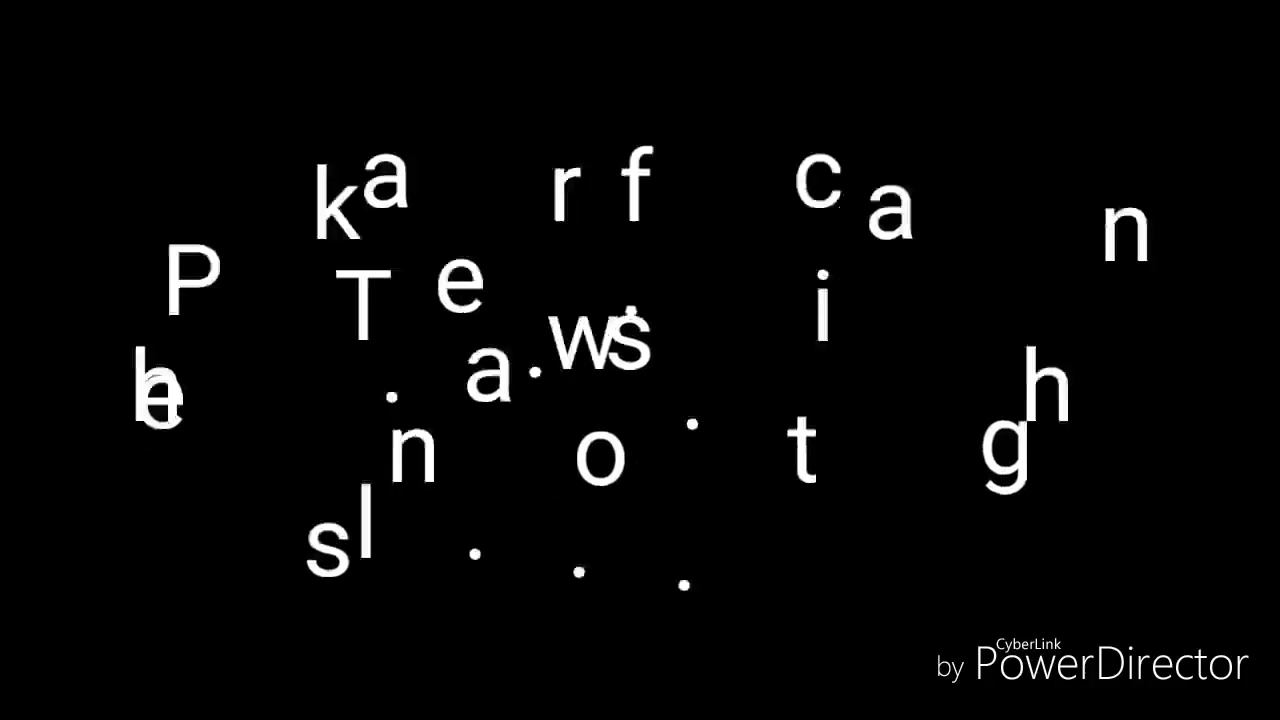 k a r f c a n
P T e i
h e a . w s h
. n o . t g
s l . . .
CyberLink
by PowerDirector